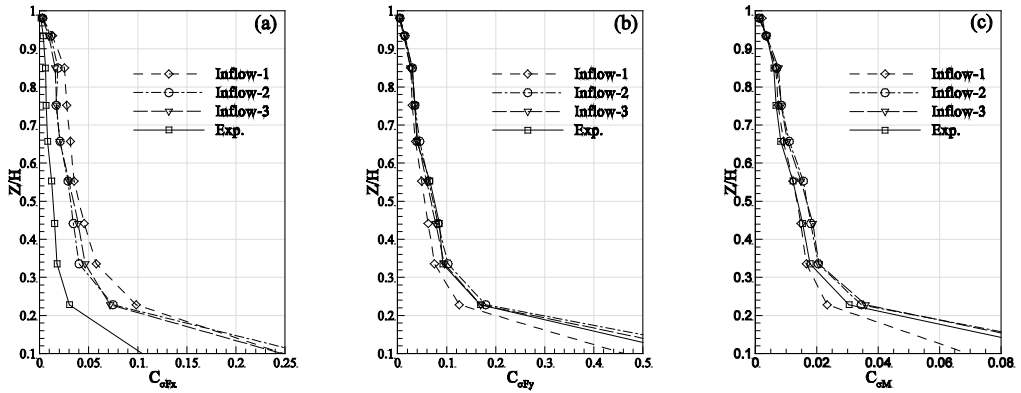 (a)
1.
0.9
0.8
0.7
0.6
0.5
0.4
0.3
0.2
0.1
Z/H
Inflow-1
Inflow-2
Inflow-3
Exp.
0. 0.05 0.1 0.15 0.2 0.25
CσFx
(b)
1.
0.9
0.8
0.7
0.6
0.5
0.4
0.3
0.2
0.1
Z/H
Inflow-1
Inflow-2
Inflow-3
Exp.
0. 0.1 0.2 0.3 0.4 0.5
CσFy
(c)
1.
0.9
0.8
0.7
0.6
0.5
0.4
0.3
0.2
0.1
Z/H
Inflow-1
Inflow-2
Inflow-3
Exp.
0. 0.02 0.04 0.06 0.08
CσM